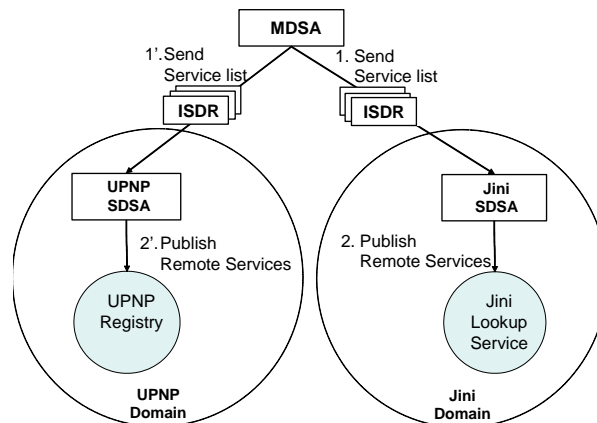 MDSA
1'. Send
Service list
1. Send
Service list
ISDR
ISDR
UPNP
SDSA
Jini
SDSA
2'. Publish
Remote Services
2. Publish
Remote Services
UPNP
Registry
Jini
Lookup
Service
UPNP
Domain
Jini
Domain